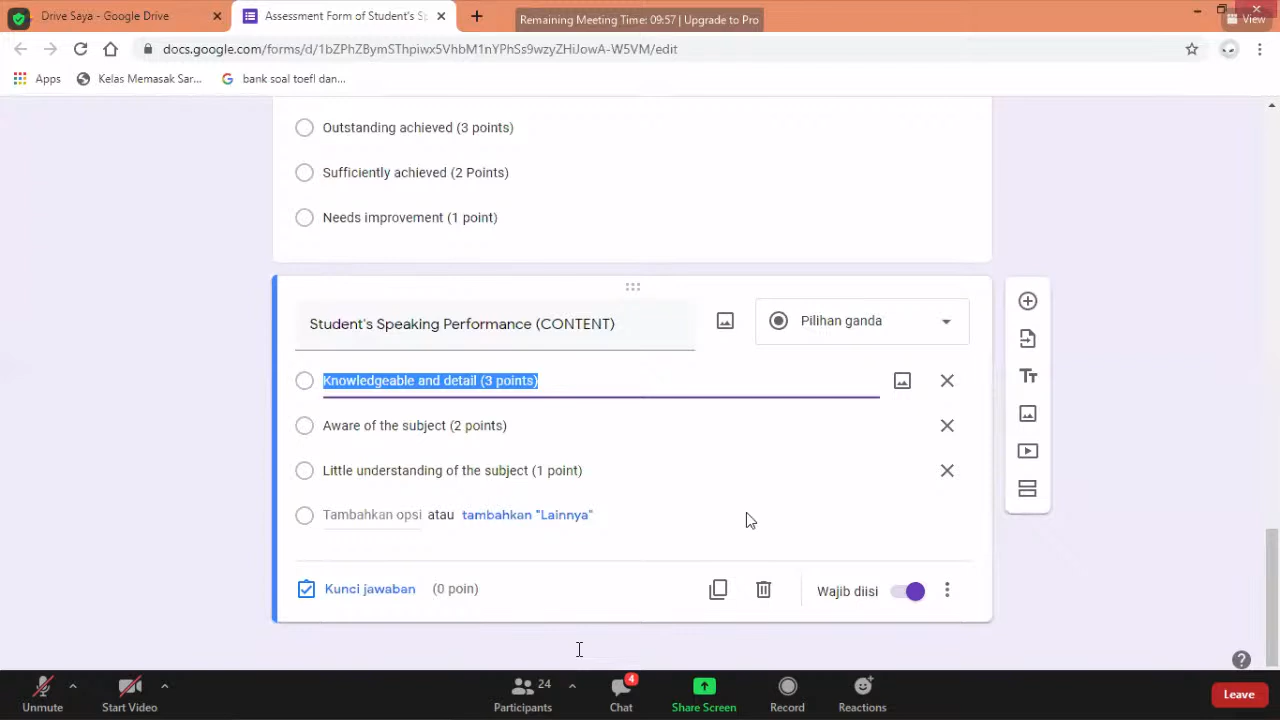 Drive Saya - Google Drive
Assessment Form of Student's S
Remaining Meeting Time: 09:57 | Upgrade to Pro
View
docs.google.com/forms/d/1bZPhZBymSThpiwx5VhbM1nYPhSs9wzyZHiJowA-W5VM/edit
Apps
Kelas Memasak Sar...
bank soal toefl dan...
Outstanding achieved (3 points)
Sufficiently achieved (2 Points)
Needs improvement (1 point)
Student's Speaking Performance (CONTENT)
Pilihan ganda
Knowledgeable and detail (3 points)
Aware of the subject (2 points)
Little understanding of the subject (1 point)
Tambahkan opsi atau tambahkan "Lainnya"
Kunci jawaban (0 poin)
Wajib diisi
Unmute
Start Video
24
Participants
4
Chat
Share Screen
Record
Reactions
Leave